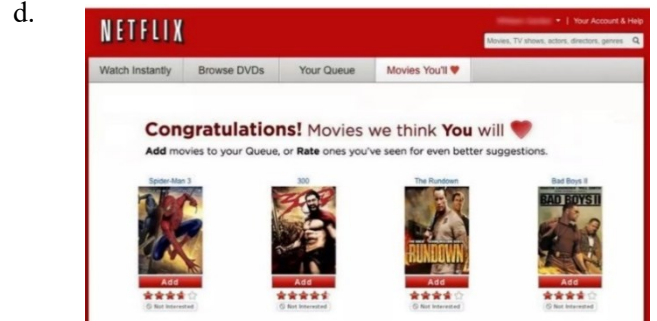 d.
NETFLIX
Your Account & Help
Movies, TV shows, actors, directors, genres
Watch Instantly Browse DVDs Your Queue Movies You'll ♥
Congratulations! Movies we think You will ♥
Add movies to your Queue, or Rate ones you've seen for even better suggestions.
Spider-Man 3 300 The Rundown Bad Boys II
300 RUNDOWN BAD BOYS II
Add Add Add Add
Not Interested Not Interested Not Interested Not Interested